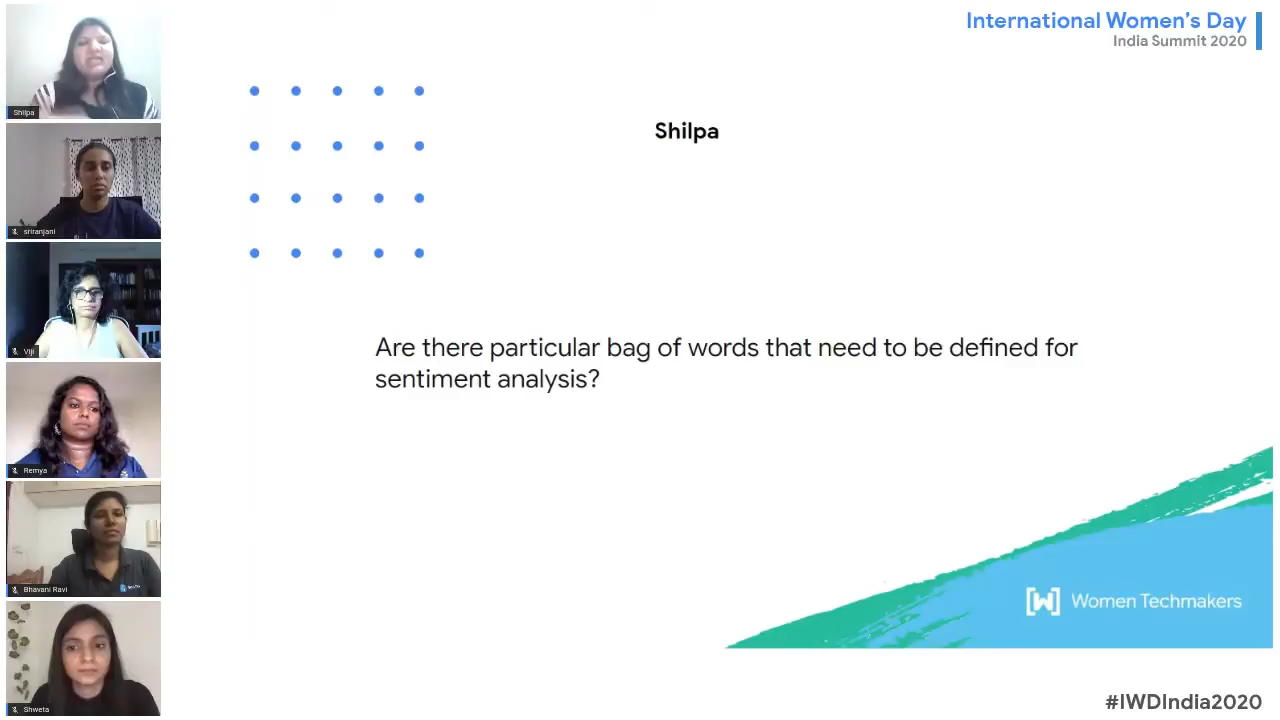 International Women's Day
India Summit 2020
Shilpa
Shilpa
sriranjani
Viji
Remya
Bhavani Ravi
Shweta
Are there particular bag of words that need to be defined for
sentiment analysis?
[W] Women Techmakers
#IWDIndia2020